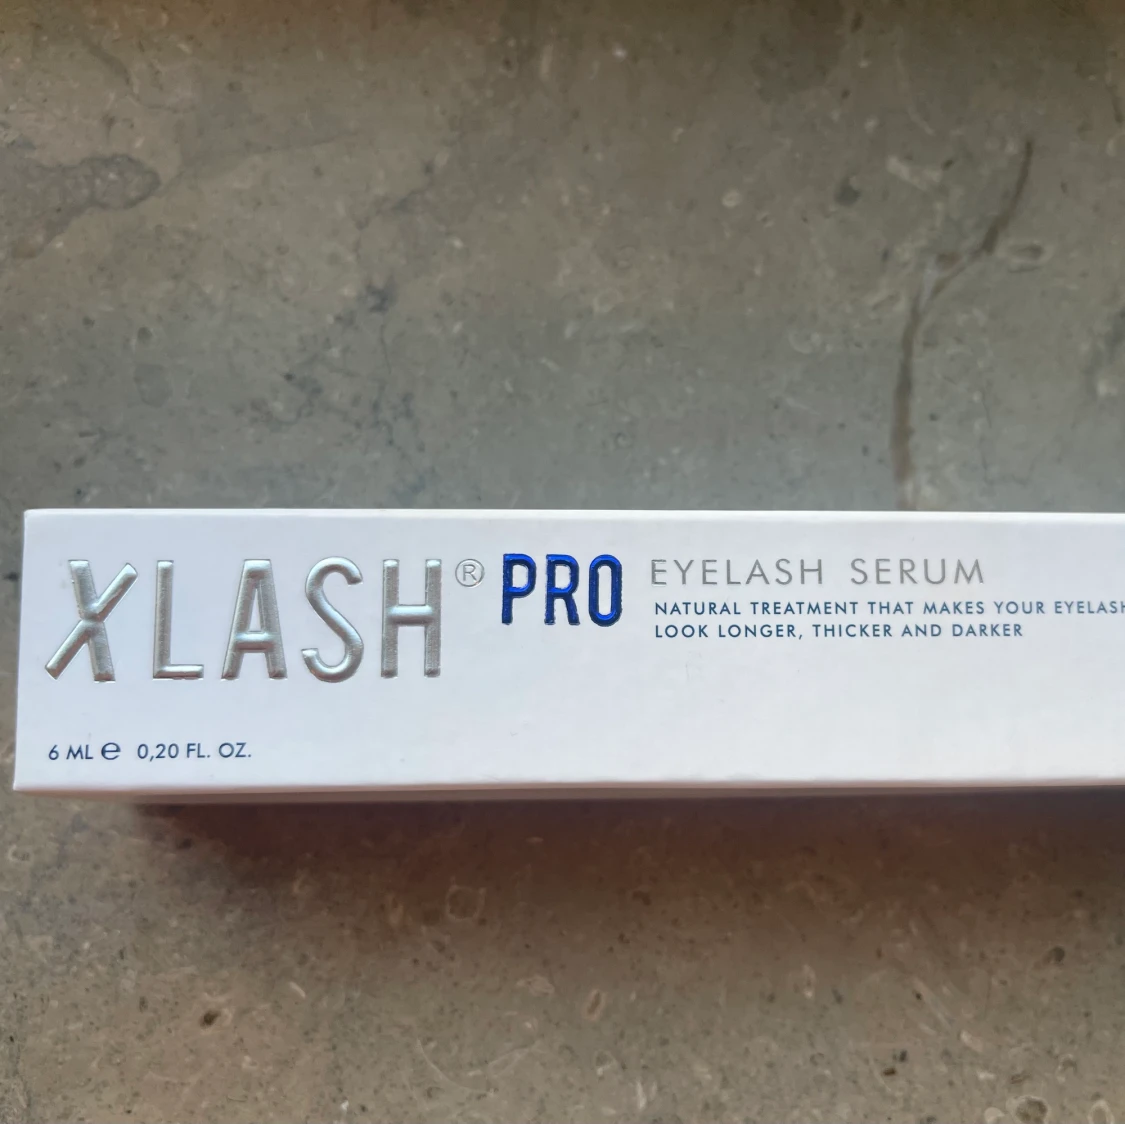 XLASH® PRO EYELASH SERUM
NATURAL TREATMENT THAT MAKES YOUR EYELASH
LOOK LONGER, THICKER AND DARKER
6 ML ℮ 0,20 FL. OZ.